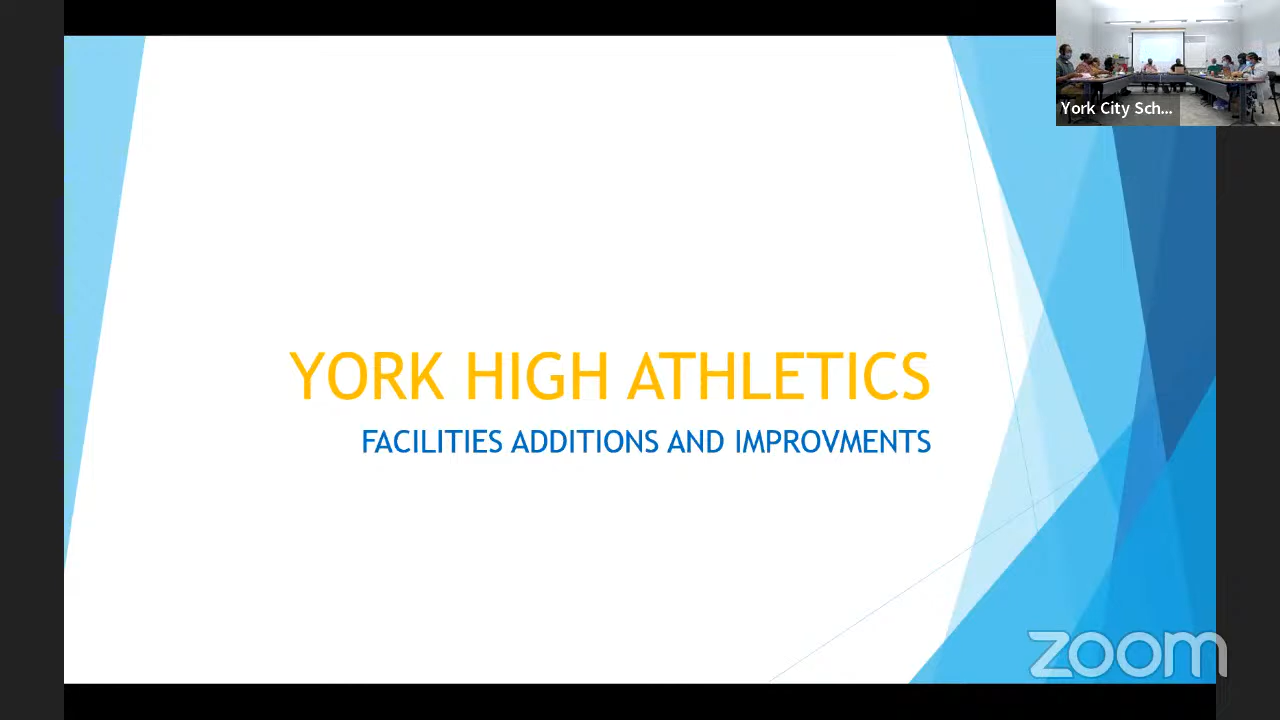 York City Sch...
YORK HIGH ATHLETICS
FACILITIES ADDITIONS AND IMPROVMENTS
zoom